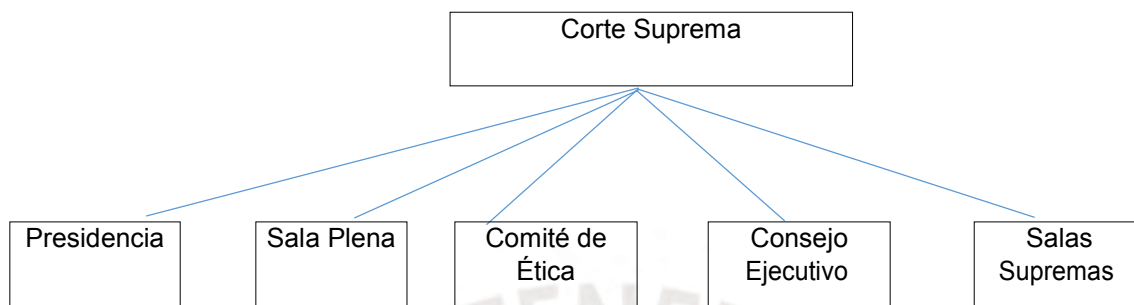 Corte Suprema
Presidencia
Sala Plena
Comité de
Ética
Consejo
Ejecutivo
Salas
Supremas